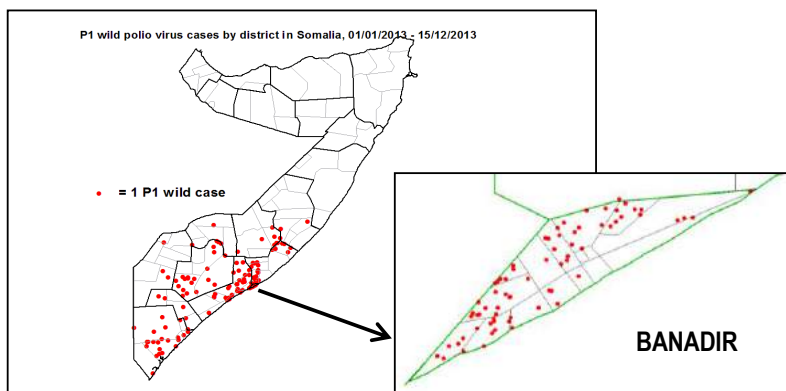 P1 wild polio virus cases by district in Somalia, 01/01/2013 - 15/12/2013
= 1 P1 wild case
BANADIR